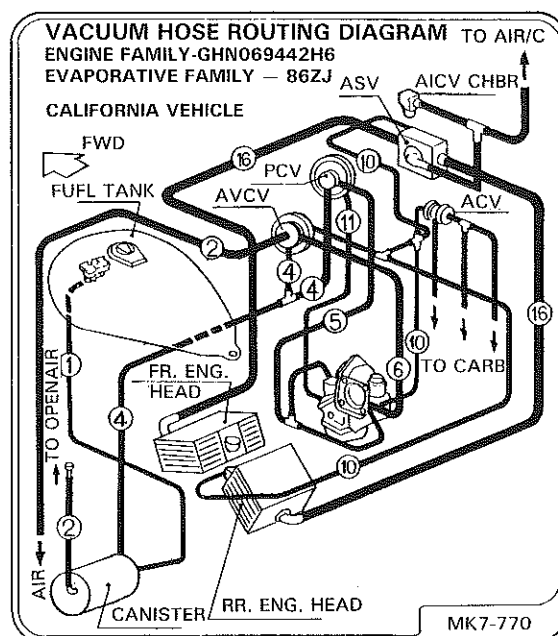 VACUUM HOSE ROUTING DIAGRAM
TO AIR/C
ENGINE FAMILY-GHN069442H6
EVAPORATIVE FAMILY – 86ZJ
AICV CHBR
ASV
CALIFORNIA VEHICLE
FWD
16
10
PCV
FUFL TANK
AVCV
ACV
11
2
4
4
16
5
10
1
TO CARB
6
FR. ENG.
HEAD
4
TO OPENAIR
10
2
AIR
CANISTER
RR. ENG. HEAD
MK7-770